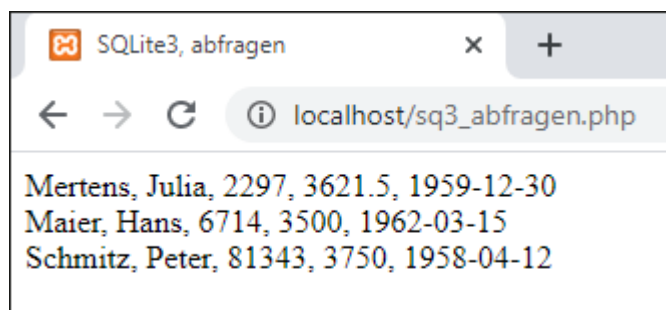 SQLite3, abfragen
localhost/sq3_abfragen.php
Mertens, Julia, 2297, 3621.5, 1959-12-30
Maier, Hans, 6714, 3500, 1962-03-15
Schmitz, Peter, 81343, 3750, 1958-04-12